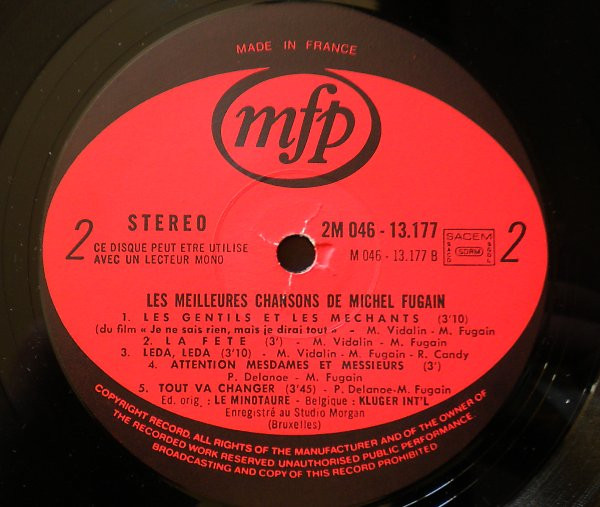 MADE IN FRANCE
mfp
2 STEREO 2M 046 - 13.177 SACEM SACD SDRM SGDL 2
CE DISQUE PEUT ETRE UTILISE
AVEC UN LECTEUR MONO M 046 - 13.177 B
LES MEILLEURES CHANSONS DE MICHEL FUGAIN
1. LES GENTILS ET LES MECHANTS (3'10)
(du film « Je ne sais rien, mais je dirai tout » - M. Vidalin - M. Fugain)
2. LA FETE (3') - M. Vidalin - M. Fugain
3. LEDA, LEDA (3'10) - M. Vidalin - M. Fugain - R. Candy
4. ATTENTION MESDAMES ET MESSIEURS (3')
P. Delanoe - M. Fugain
5. TOUT VA CHANGER (3'45) - P. Delanoe-M. Fugain
Ed. orig. : LE MINOTAURE - Belgique : KLUGER INT'L
Enregistré au Studio Morgan
(Bruxelles)
COPYRIGHT RECORD. ALL RIGHTS OF THE MANUFACTURER AND OF THE OWNER OF
THE RECORDED WORK RESERVED UNAUTHORISED PUBLIC PERFORMANCE
BROADCASTING AND COPY OF THIS RECORD PROHIBITED